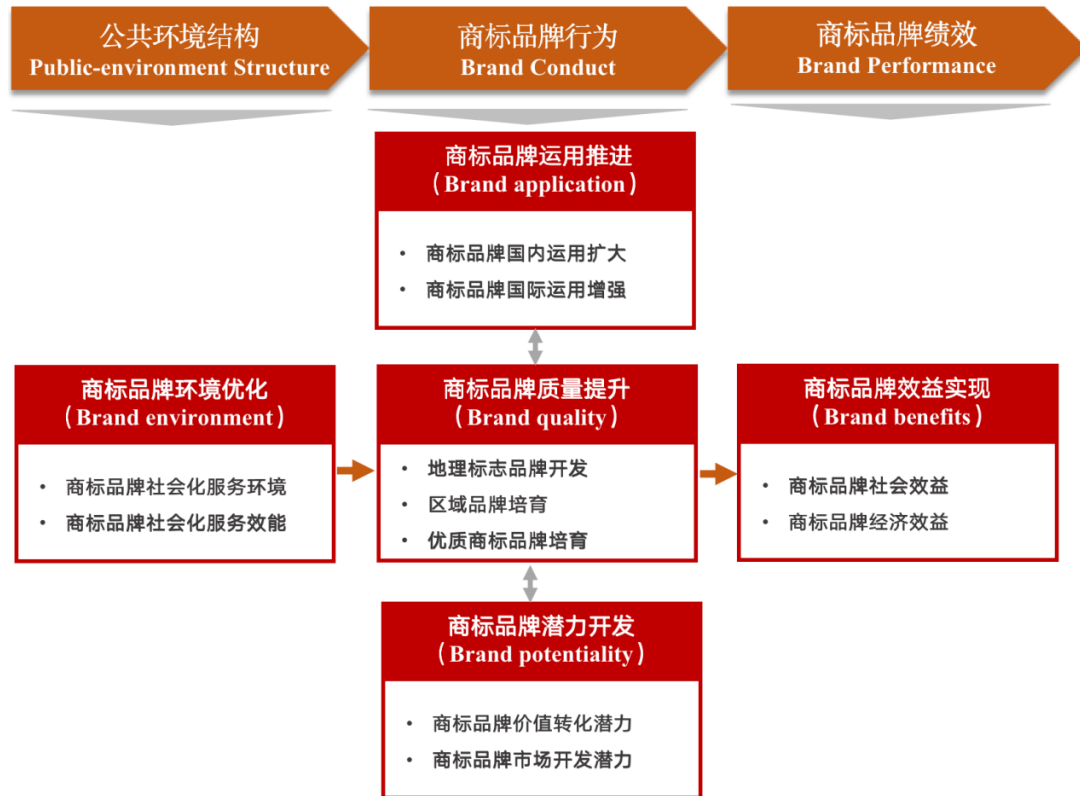 公共环境结构
Public-environment Structure
商标品牌行为
Brand Conduct
商标品牌绩效
Brand Performance
商标品牌运用推进
（Brand application）
• 商标品牌国内运用扩大
• 商标品牌国际运用增强
商标品牌环境优化
（Brand environment）
• 商标品牌社会化服务环境
• 商标品牌社会化服务效能
商标品牌质量提升
（Brand quality）
• 地理标志品牌开发
• 区域品牌培育
• 优质商标品牌培育
商标品牌效益实现
（Brand benefits）
• 商标品牌社会效益
• 商标品牌经济效益
商标品牌潜力开发
（Brand potentiality）
• 商标品牌价值转化潜力
• 商标品牌市场开发潜力